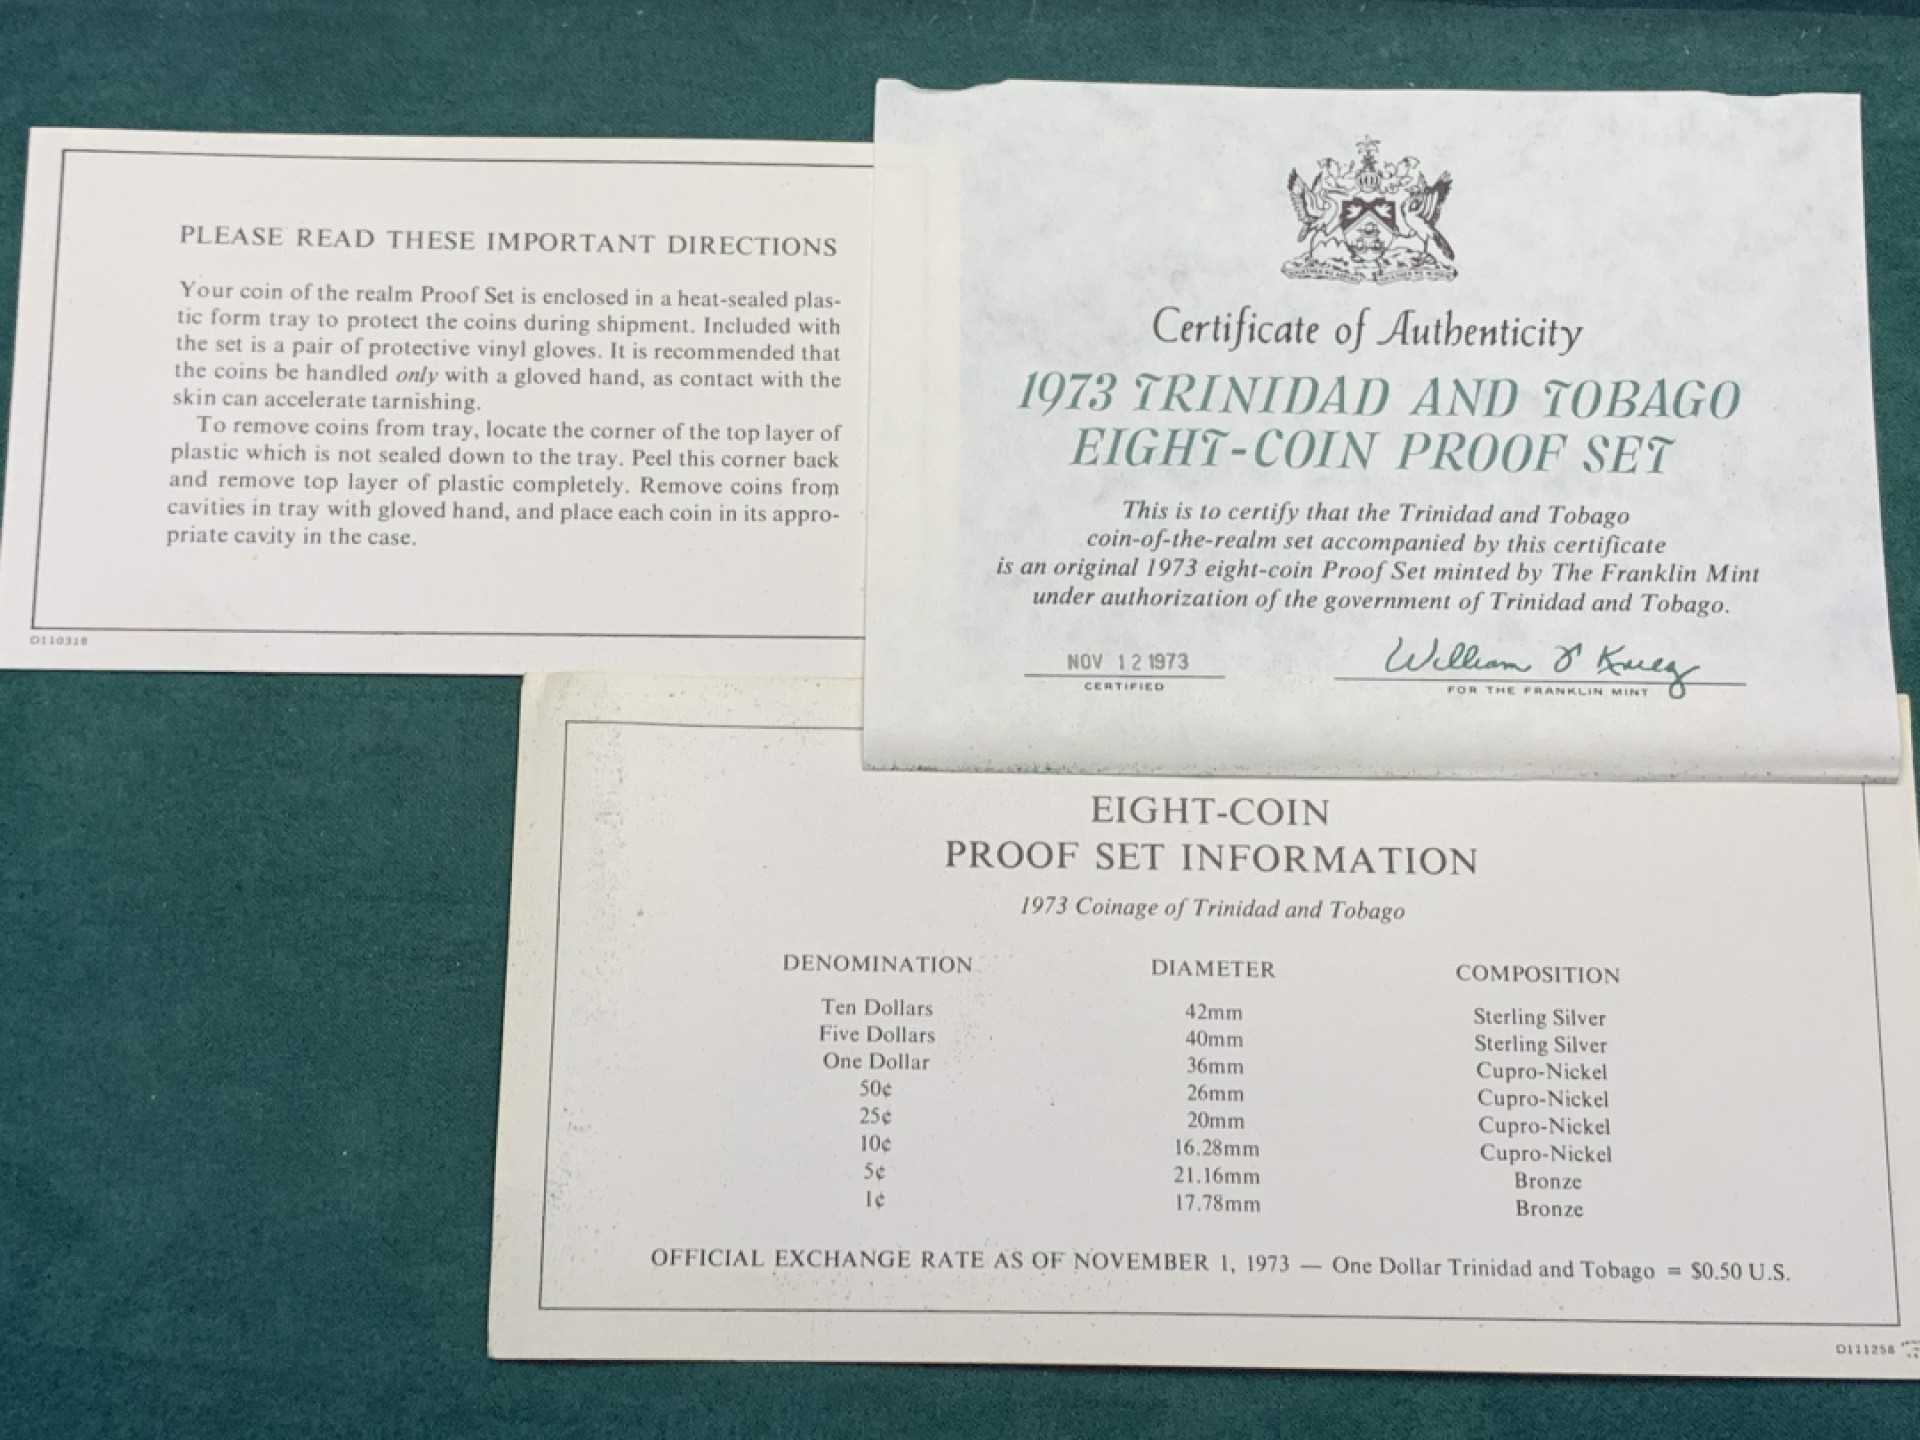 PLEASE READ THESE IMPORTANT DIRECTIONS
Your coin of the realm Proof Set is enclosed in a heat-sealed plas-
tic form tray to protect the coins during shipment. Included with
the set is a pair of protective vinyl gloves. It is recommended that
the coins be handled only with a gloved hand, as contact with the
skin can accelerate tarnishing.
To remove coins from tray, locate the corner of the top layer of
plastic which is not sealed down to the tray. Peel this corner back
and remove top layer of plastic completely. Remove coins from
cavities in tray with gloved hand, and place each coin in its appro-
priate cavity in the case.
D110318
Certificate of Authenticity
1973 TRINIDAD AND TOBAGO
EIGHT-COIN PROOF SET
This is to certify that the Trinidad and Tobago
coin-of-the-realm set accompanied by this certificate
is an original 1973 eight-coin Proof Set minted by The Franklin Mint
under authorization of the government of Trinidad and Tobago.
NOV 12 1973
CERTIFIED
William
FOR THE FRANKLIN MINT
EIGHT-COIN
PROOF SET INFORMATION
1973 Coinage of Trinidad and Tobago
DENOMINATION DIAMETER COMPOSITION
Ten Dollars 42mm Sterling Silver
Five Dollars 40mm Sterling Silver
One Dollar 36mm Cupro-Nickel
50¢ 26mm Cupro-Nickel
25¢ 20mm Cupro-Nickel
10¢ 16.28mm Cupro-Nickel
5¢ 21.16mm Bronze
1¢ 17.78mm Bronze
OFFICIAL EXCHANGE RATE AS OF NOVEMBER 1, 1973 — One Dollar Trinidad and Tobago = $0.50 U.S.
D111258